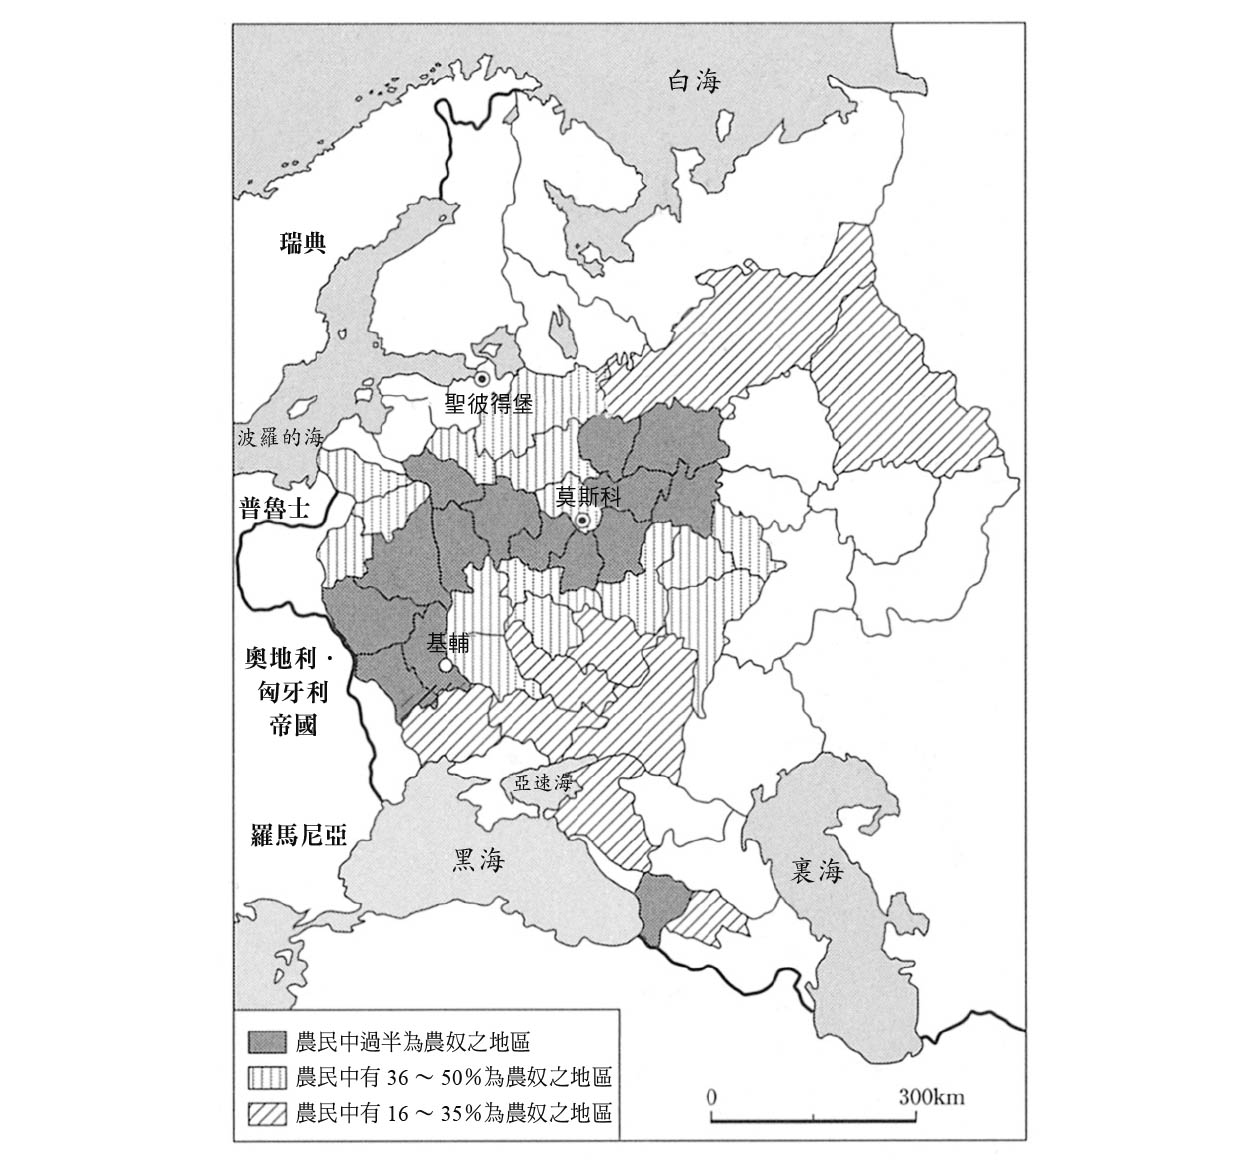 白海
瑞典
聖彼得堡
波羅的海
莫斯科
普魯士
基輔
奧地利・
匈牙利
帝國
亞速海
羅馬尼亞
黑海
裏海
農民中過半為農奴之地區
農民中有 36～50%為農奴之地區
農民中有 16～35%為農奴之地區
0 300km